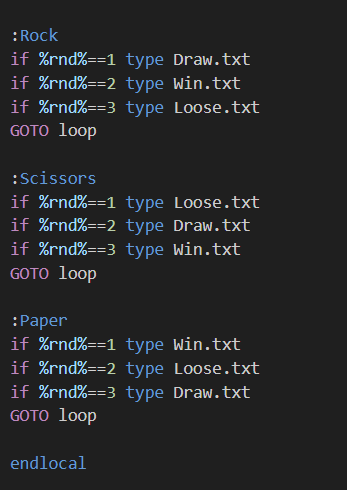 :Rock
if %rnd%==1 type Draw.txt
if %rnd%==2 type Win.txt
if %rnd%==3 type Loose.txt
GOTO loop
:Scissors
if %rnd%==1 type Loose.txt
if %rnd%==2 type Draw.txt
if %rnd%==3 type Win.txt
GOTO loop
:Paper
if %rnd%==1 type Win.txt
if %rnd%==2 type Loose.txt
if %rnd%==3 type Draw.txt
GOTO loop
endlocal